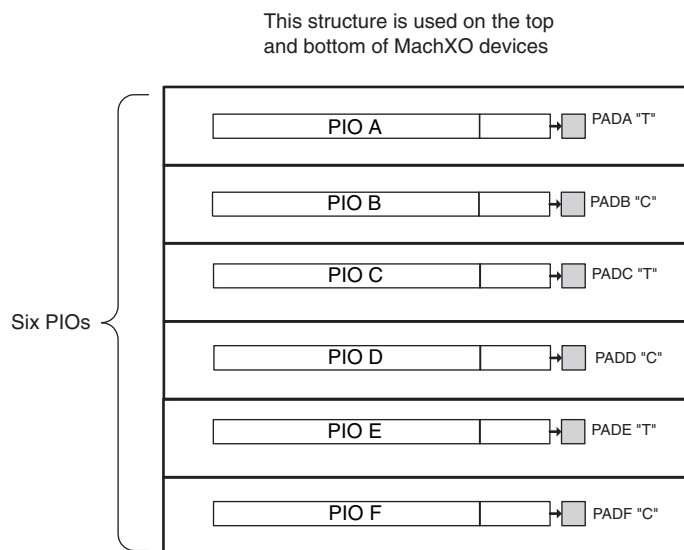 This structure is used on the top
and bottom of MachXO devices
PIO A
PADA "T"
PIO B
PADB "C"
PIO C
PADC "T"
Six PIOs
PIO D
PADD "C"
PIO E
PADE "T"
PIO F
PADF "C"